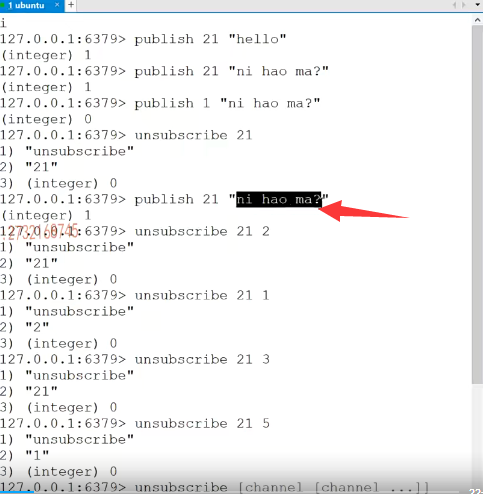 1 ubuntu
i
127.0.0.1:6379> publish 21 "hello"
(integer) 1
127.0.0.1:6379> publish 21 "ni hao ma?"
(integer) 1
127.0.0.1:6379> publish 1 "ni hao ma?"
(integer) 0
127.0.0.1:6379> unsubscribe 21
1) "unsubscribe"
2) "21"
3) (integer) 0
127.0.0.1:6379> publish 21 "ni hao ma?"
(integer) 1
127.0.0.1:6379> unsubscribe 21 2
1) "unsubscribe"
2) "21"
3) (integer) 0
127.0.0.1:6379> unsubscribe 21 1
1) "unsubscribe"
2) "2"
3) (integer) 0
127.0.0.1:6379> unsubscribe 21 3
1) "unsubscribe"
2) "21"
3) (integer) 0
127.0.0.1:6379> unsubscribe 21 5
1) "unsubscribe"
2) "1"
3) (integer) 0
127.0.0.1:6379> unsubscribe [channel [channel ...]]